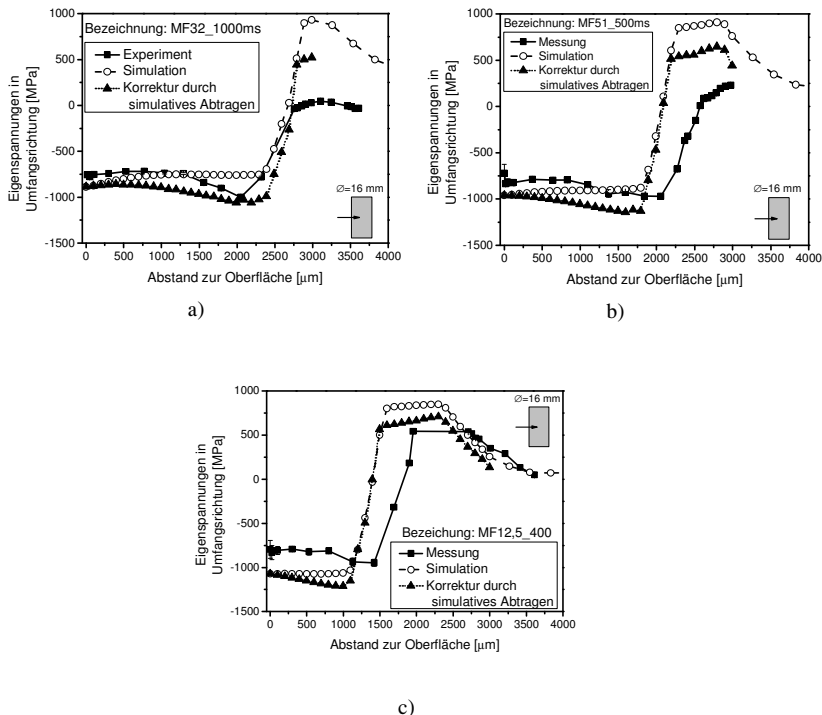 Bezeichnung: MF32_1000ms
Experiment
Simulation
Korrektur durch
simulatives Abtragen
Eigenspannungen in
Umfangsrichtung [MPa]
1000
500
0
-500
-1000
-1500
0 500 1000 1500 2000 2500 3000 3500 4000
Abstand zur Oberfläche [µm]
Ø=16 mm
a)
Bezeichnung: MF51_500ms
Messung
Simulation
Korrektur durch
simulatives Abtragen
Eigenspannungen in
Umfangsrichtung [MPa]
1000
500
0
-500
-1000
-1500
0 500 1000 1500 2000 2500 3000 3500 4000
Abstand zur Oberfläche [µm]
Ø=16 mm
b)
Eigenspannungen in
Umfangsrichtung [MPa]
1000
500
0
-500
-1000
-1500
Ø=16 mm
Bezeichung: MF12,5_400
Messung
Simulation
Korrektur durch
simulatives Abtragen
0 500 1000 1500 2000 2500 3000 3500 4000
Abstand zur Oberfläche [µm]
c)